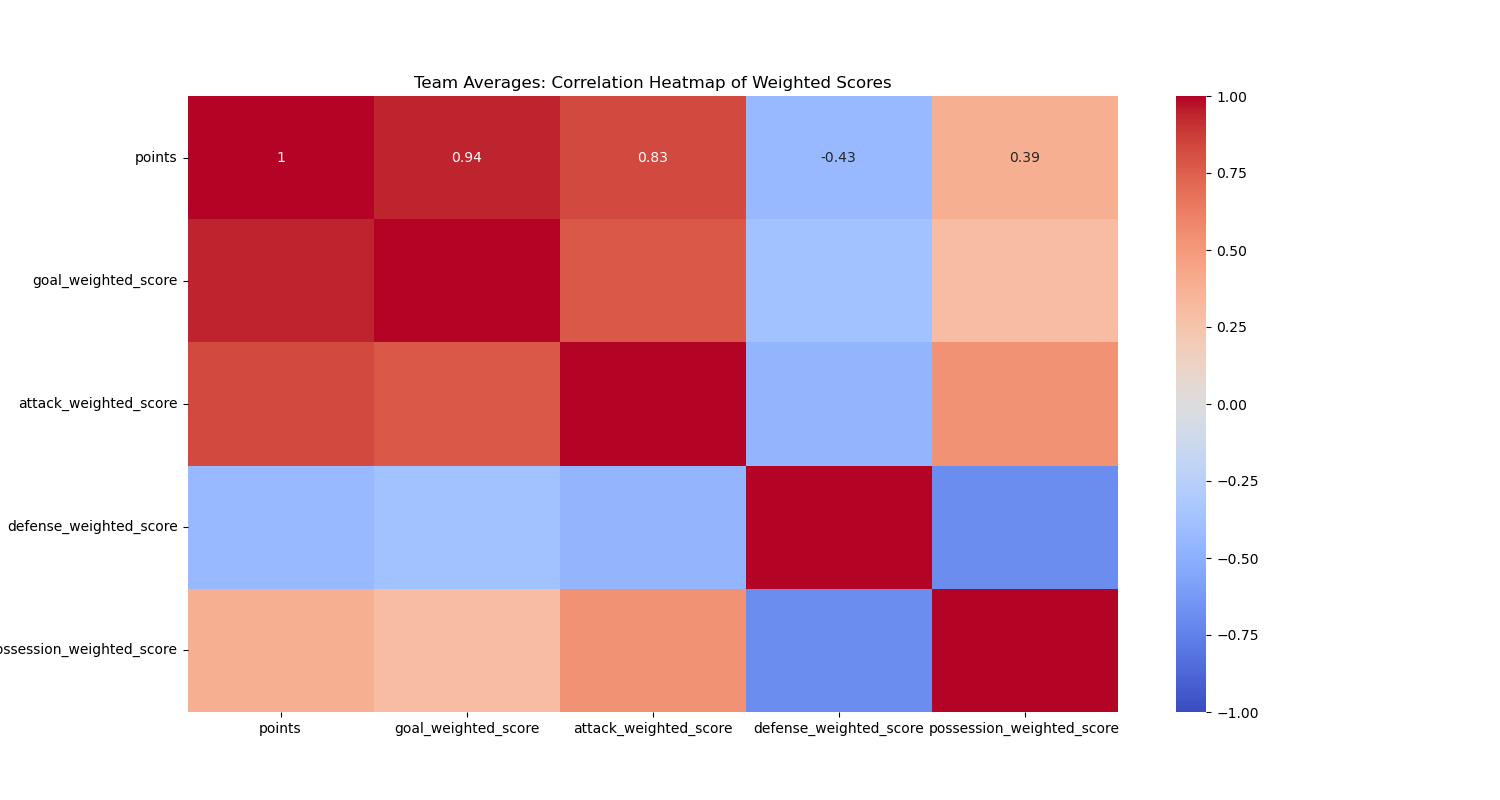 Team Averages: Correlation Heatmap of Weighted Scores
points
1 0.94 0.83 -0.43 0.39
goal_weighted_score
attack_weighted_score
defense_weighted_score
ossession_weighted_score
points goal_weighted_score attack_weighted_score defense_weighted_score possession_weighted_score
1.00
0.75
0.50
0.25
0.00
−0.25
−0.50
−0.75
−1.00